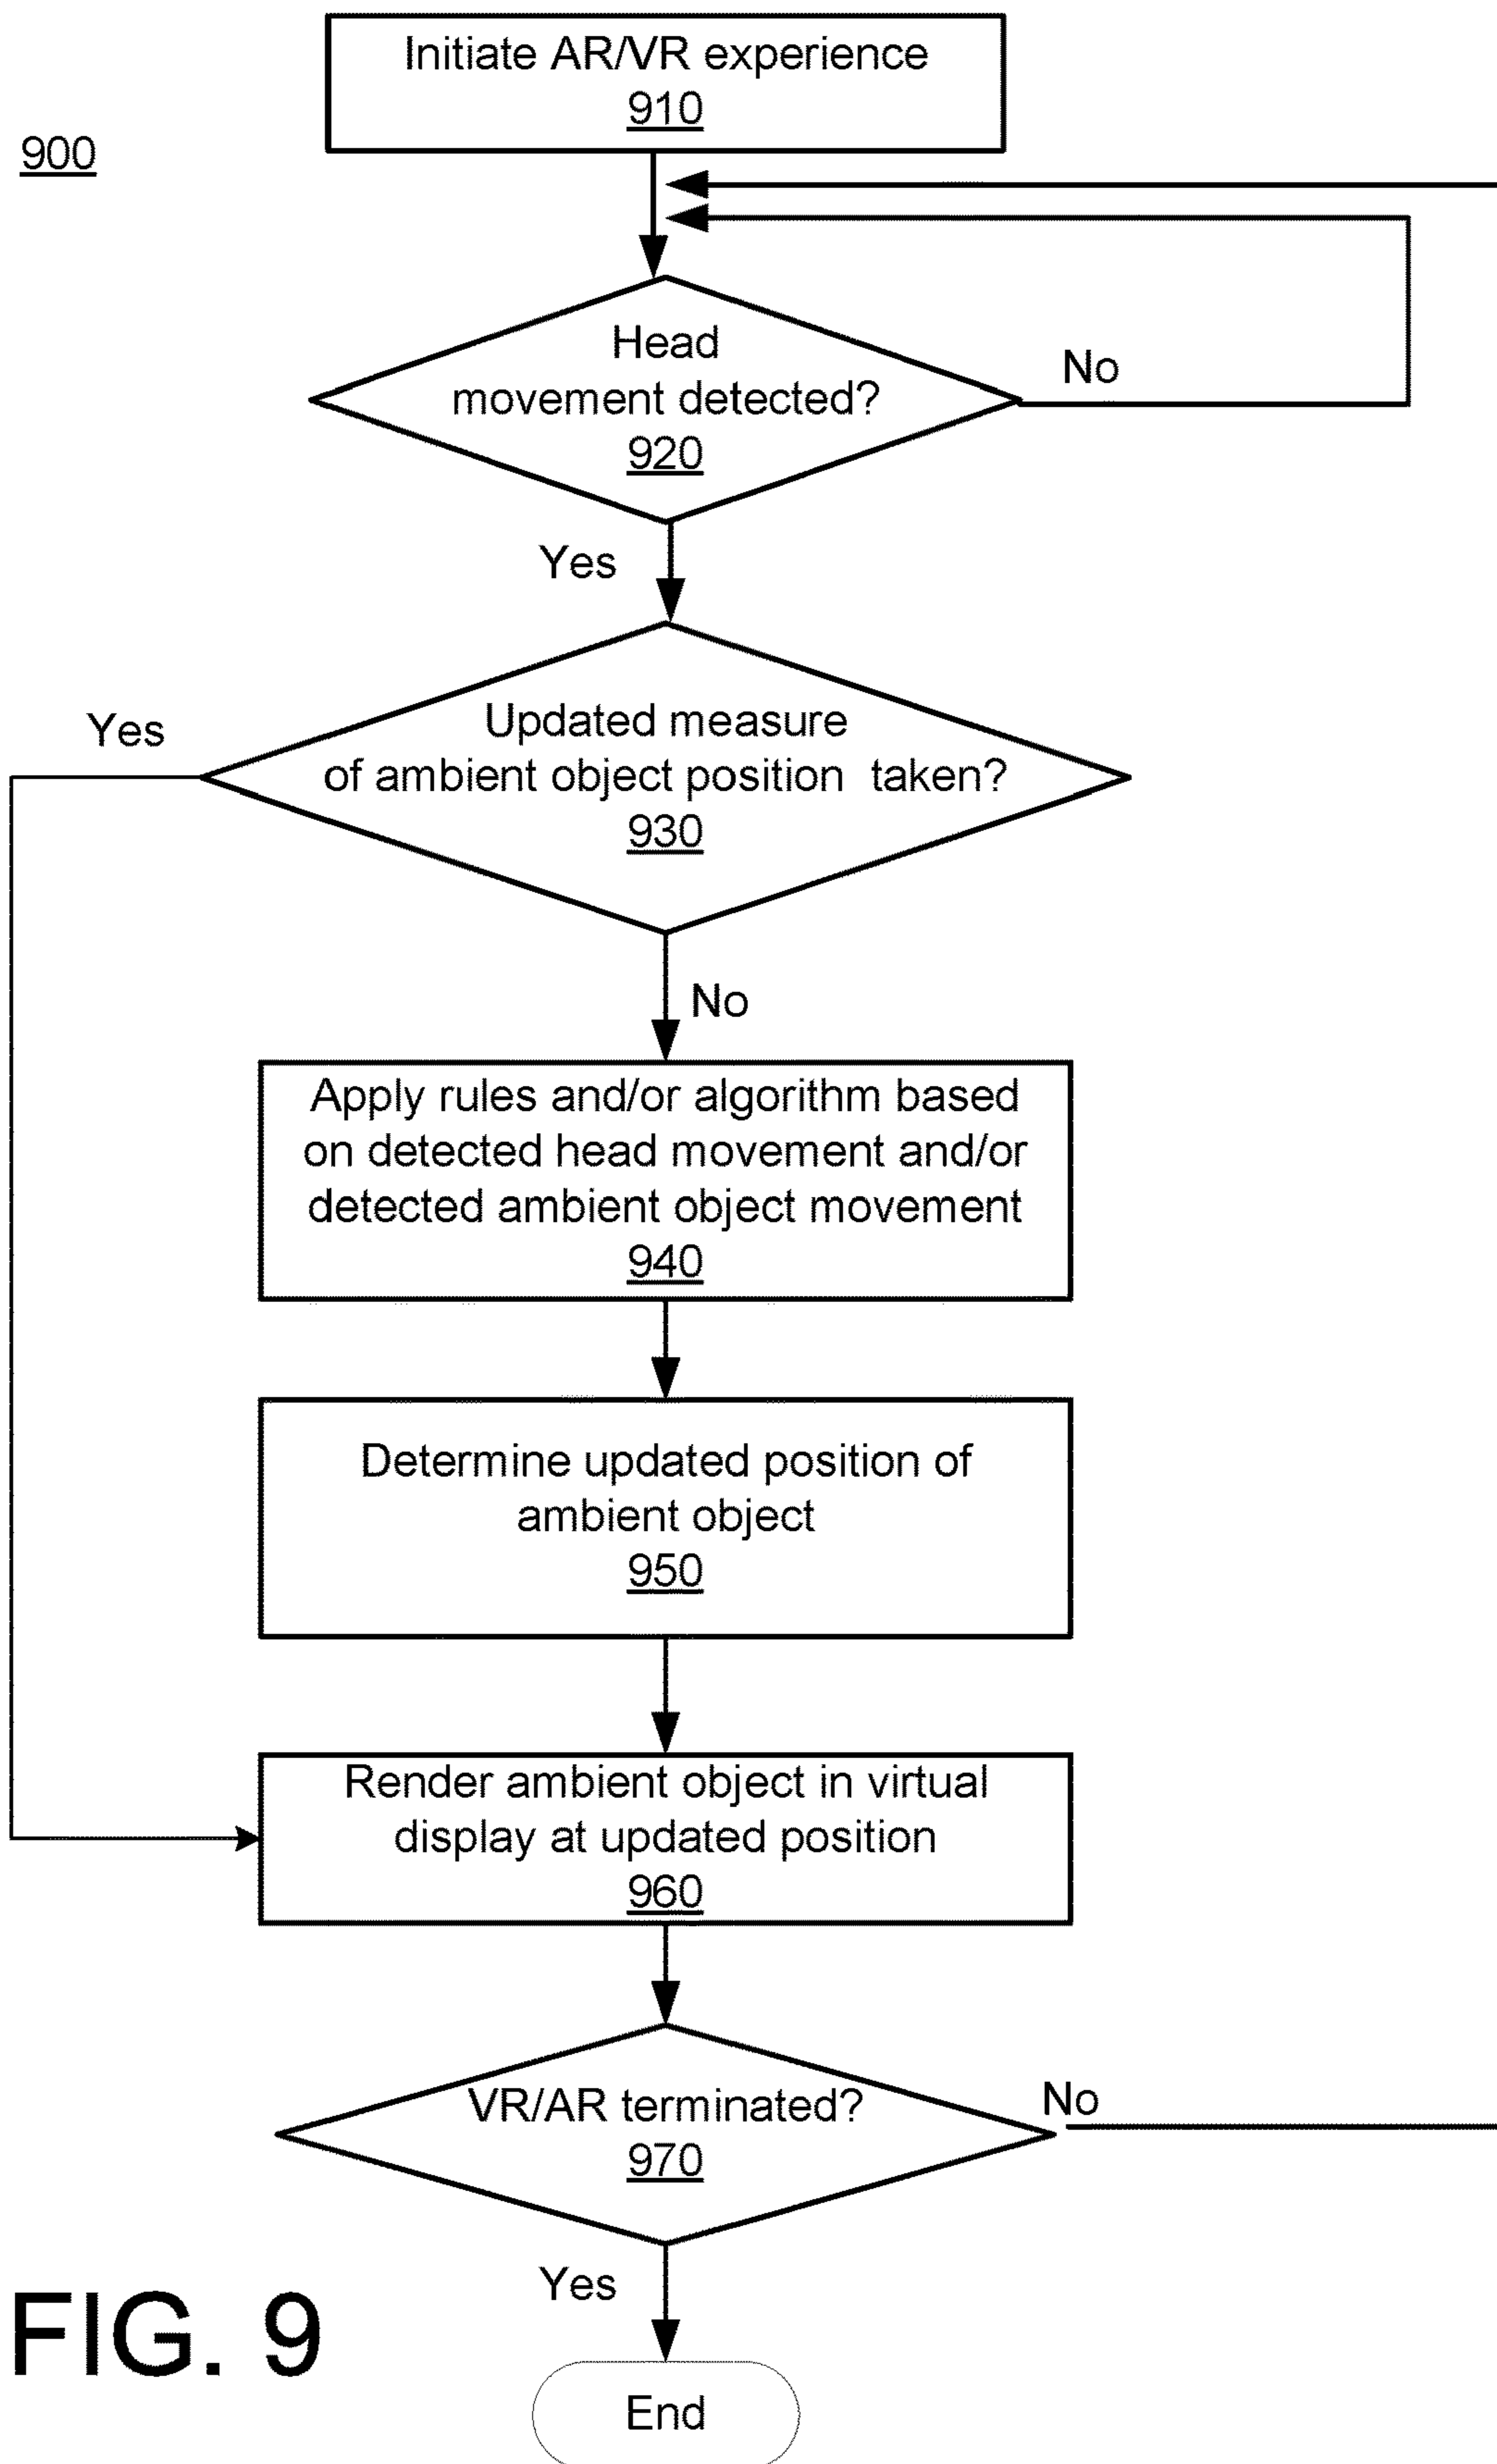 Initiate AR/VR experience
910
900
Head
movement detected?
920
No
Yes
Updated measure
of ambient object position taken?
930
Yes
No
Apply rules and/or algorithm based
on detected head movement and/or
detected ambient object movement
940
Determine updated position of
ambient object
950
Render ambient object in virtual
display at updated position
960
VR/AR terminated?
970
No
Yes
FIG. 9
End